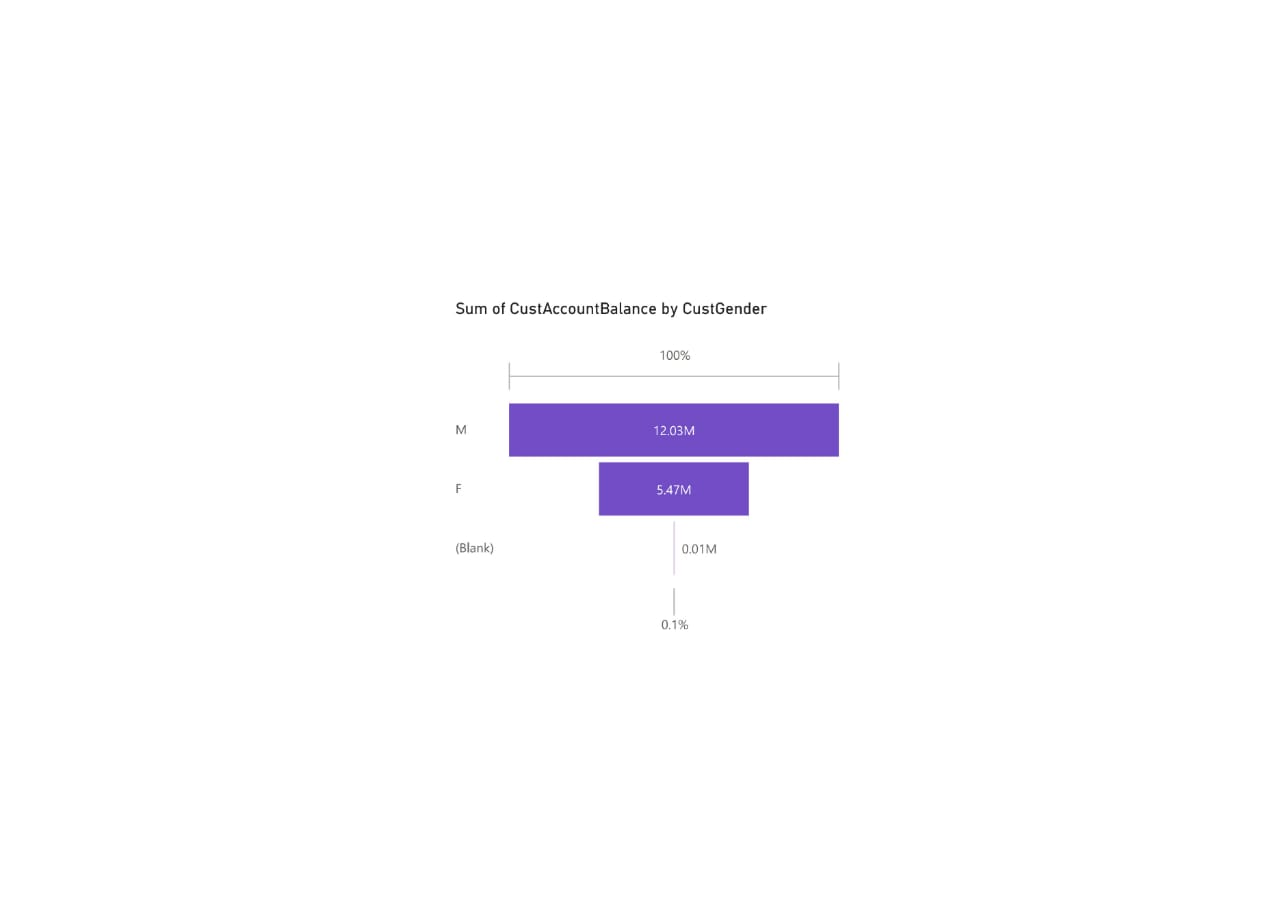 Sum of CustAccountBalance by CustGender
100%
M 12.03M
F 5.47M
(Blank) 0.01M
0.1%